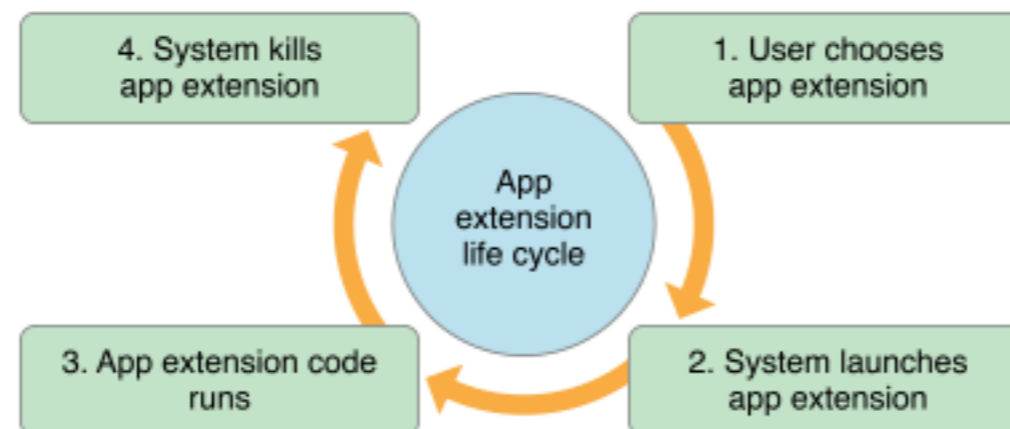 4. System kills
app extension
1. User chooses
app extension
App
extension
life cycle
3. App extension code
runs
2. System launches
app extension